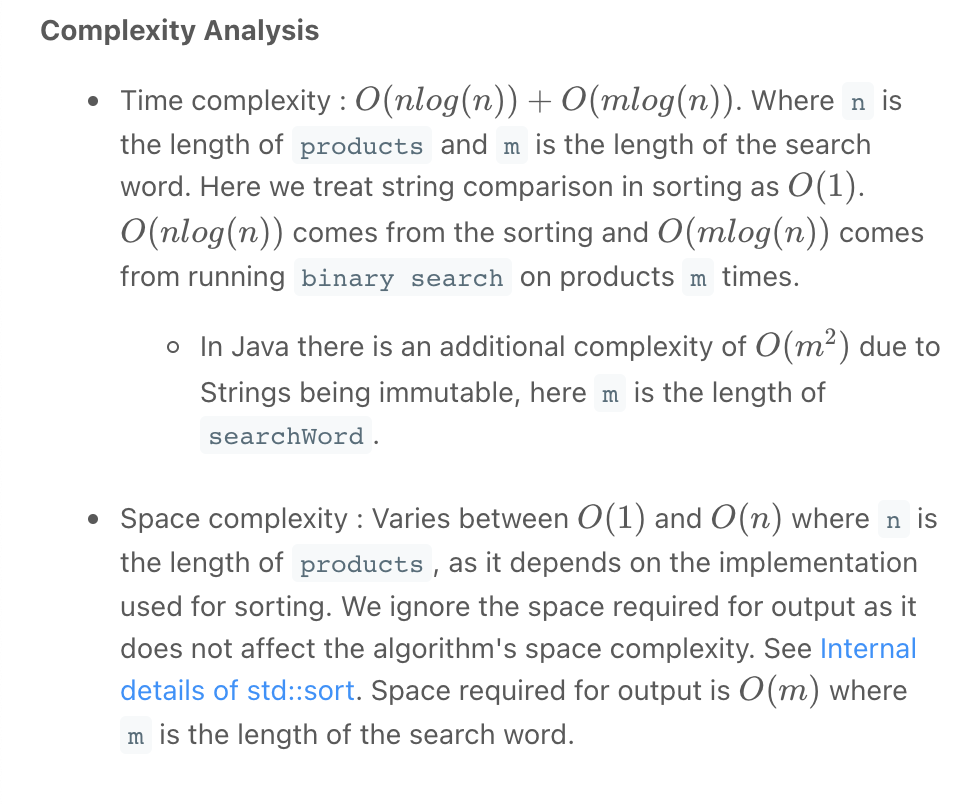 Complexity Analysis
• Time complexity : O(nlog(n)) + O(mlog(n)). Where n is
the length of products and m is the length of the search
word. Here we treat string comparison in sorting as O(1).
O(nlog(n)) comes from the sorting and O(mlog(n)) comes
from running binary search on products m times.
◦ In Java there is an additional complexity of O(m²) due to
Strings being immutable, here m is the length of
searchWord.
• Space complexity : Varies between O(1) and O(n) where n is
the length of products, as it depends on the implementation
used for sorting. We ignore the space required for output as it
does not affect the algorithm's space complexity. See Internal
details of std::sort. Space required for output is O(m) where
m is the length of the search word.